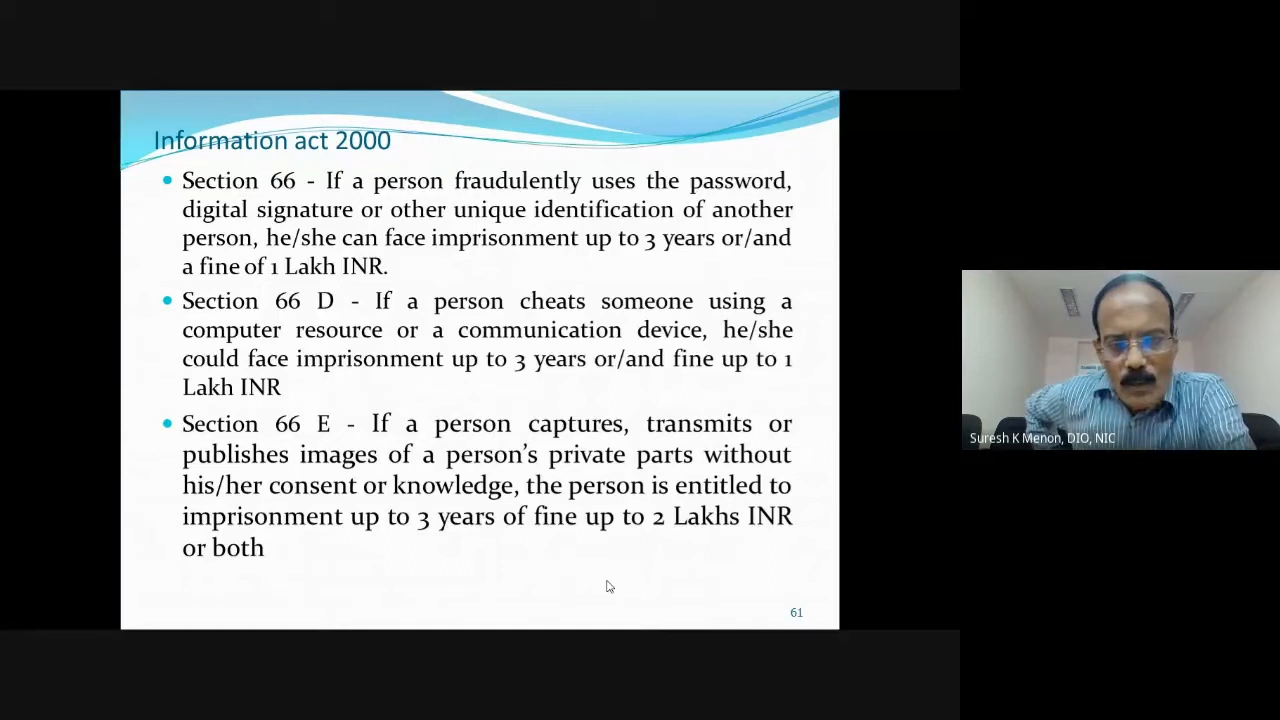 Information act 2000
Section 66 - If a person fraudulently uses the password,
digital signature or other unique identification of another
person, he/she can face imprisonment up to 3 years or/and
a fine of 1 Lakh INR.
Section 66 D - If a person cheats someone using a
computer resource or a communication device, he/she
could face imprisonment up to 3 years or/and fine up to 1
Lakh INR
Section 66 E - If a person captures, transmits or
publishes images of a person's private parts without
his/her consent or knowledge, the person is entitled to
imprisonment up to 3 years of fine up to 2 Lakhs INR
or both
61
Suresh K Menon, DIO, NIC